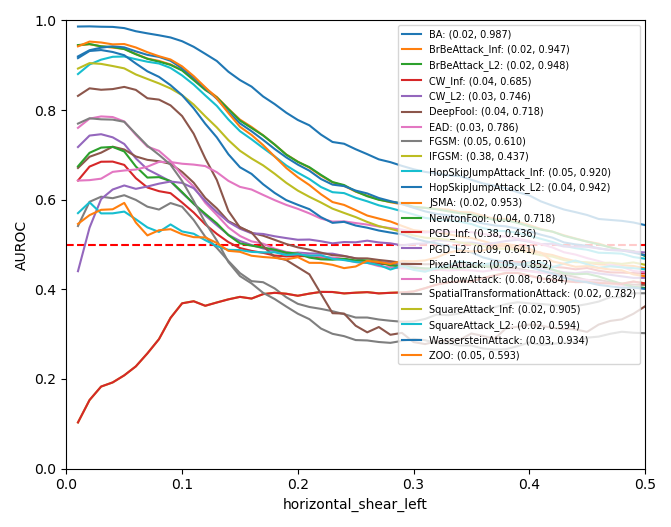 1.0
0.8
0.6
0.4
0.2
0.0
AUROC
0.0
0.1
0.2
0.3
0.4
0.5
horizontal_shear_left
BA: (0.02, 0.987)
BrBeAttack_Inf: (0.02, 0.947)
BrBeAttack_L2: (0.02, 0.948)
CW_Inf: (0.04, 0.685)
CW_L2: (0.03, 0.746)
DeepFool: (0.04, 0.718)
EAD: (0.03, 0.786)
FGSM: (0.05, 0.610)
IFGSM: (0.38, 0.437)
HopSkipJumpAttack_Inf: (0.05, 0.920)
HopSkipJumpAttack_L2: (0.04, 0.942)
JSMA: (0.02, 0.953)
NewtonFool: (0.04, 0.718)
PGD_Inf: (0.38, 0.436)
PGD_L2: (0.09, 0.641)
PixelAttack: (0.05, 0.852)
ShadowAttack: (0.08, 0.684)
SpatialTransformationAttack: (0.02, 0.782)
SquareAttack_Inf: (0.02, 0.905)
SquareAttack_L2: (0.02, 0.594)
WassersteinAttack: (0.03, 0.934)
ZOO: (0.05, 0.593)